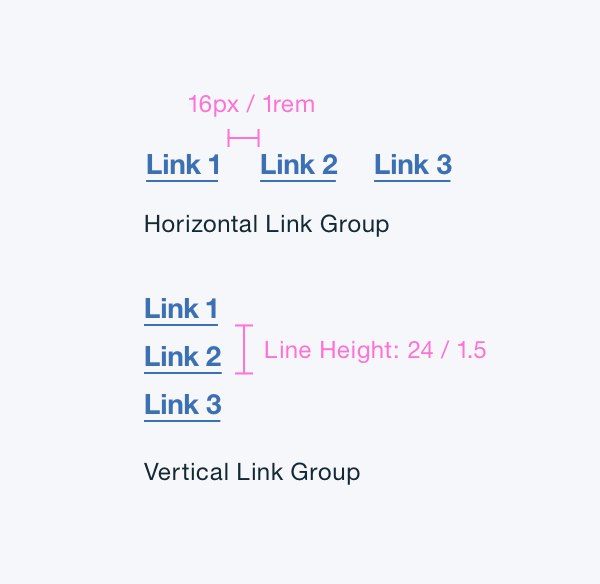 16px / 1rem
Link 1 Link 2 Link 3
Horizontal Link Group
Link 1
Link 2
Line Height: 24 / 1.5
Link 3
Vertical Link Group